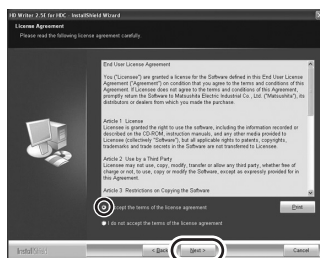 HD Writer 2.5E for HDC - InstallShield Wizard
License Agreement
Please read the following license agreement carefully.
End User License Agreement
You ("Licensees") are granted a license for the Software defined in this End User License
Agreement ("Agreement") on condition that you agree to the terms and conditions of this
Agreement. If Licensees does not agree to the terms and conditions of this Agreement,
promptly return the Software to Matsushita Electric Industrial Co., Ltd. ("Matsushita"), its
distributors or dealers from which you made the purchase.
Article 1 License
Licensee is granted the right to use the software, including the information recorded or
described on the CD-ROM, instruction manuals, and any other media provided to
Licensee (collectively "Software"), but all applicable rights to patents, copyrights,
trademarks and trade secrets in the Software are not transferred to Licensee.
Article 2 Use by a Third Party
Licensee may not use, copy, modify, transfer or allow any third party, whether free of
charge or not, to use, copy or modify the Software, except as expressly provided for in
this Agreement.
Article 3 Restrictions on Copying the Software
accept the terms of the license agreement
Print
I do not accept the terms of the license agreement
InstallShield
< Back
Next >
Cancel